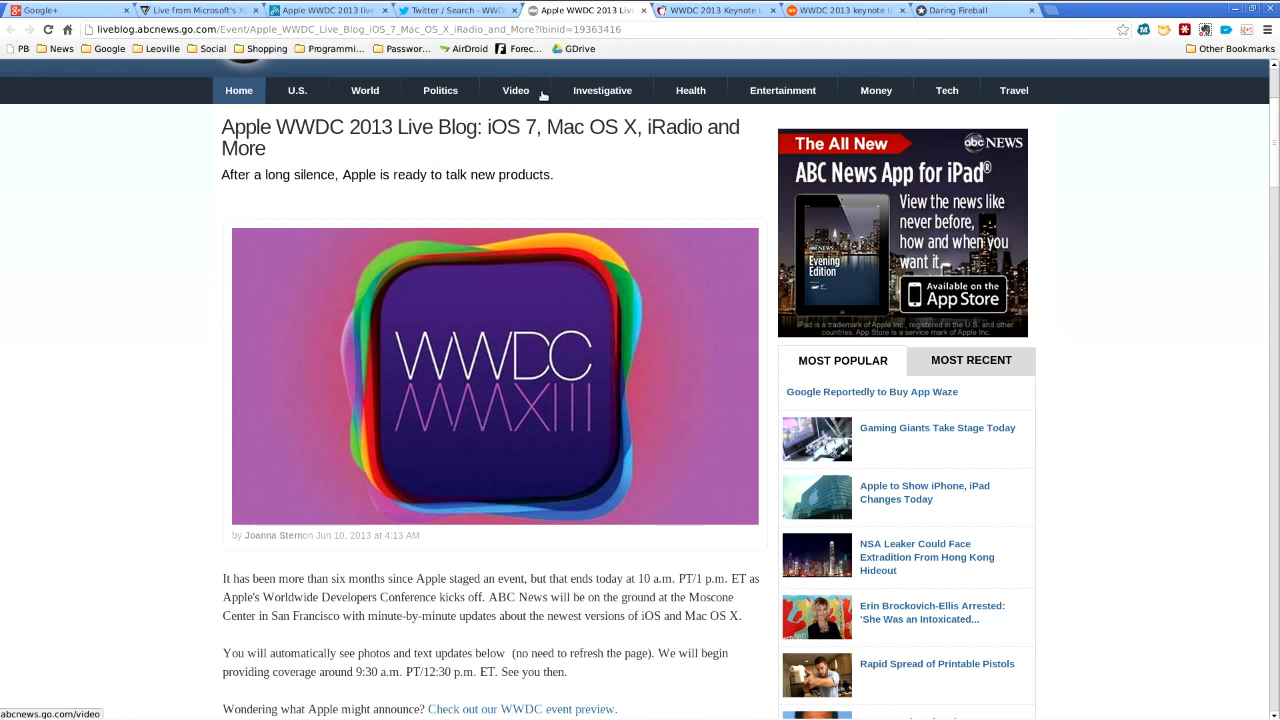 Google+
Live from Microsoft's X
Apple WWDC 2013 live
Twitter / Search - WWD
Apple WWDC 2013 Liv
WWDC 2013 Keynote L
WWDC 2013 keynote
Daring Fireball
liveblog.abcnews.go.com/Event/Apple_WWDC_Live_Blog_iOS_7_Mac_OS_X_iRadio_and_More?ibinid=19363416
PB News Google Leoville Social Shopping Programm... Passwor... AirDroid Forec... GDrive Other Bookmarks
Home U.S. World Politics Video Investigative Health Entertainment Money Tech Travel
Apple WWDC 2013 Live Blog: iOS 7, Mac OS X, iRadio and
More
After a long silence, Apple is ready to talk new products.
WWDC
MMXIII
by Joanna Sternon Jun 10, 2013 at 4:13 AM
It has been more than six months since Apple staged an event, but that ends today at 10 a.m. PT/1 p.m. ET as
Apple's Worldwide Developers Conference kicks off. ABC News will be on the ground at the Moscone
Center in San Francisco with minute-by-minute updates about the newest versions of iOS and Mac OS X.
You will automatically see photos and text updates below (no need to refresh the page). We will begin
providing coverage around 9:30 a.m. PT/12:30 p.m. ET. See you then.
Wondering what Apple might announce? Check out our WWDC event preview.
The All New
abc NEWS
ABC News App for iPad®
View the news like
never before,
how and when you
want it.
Evening
Edition
Available on the
App Store
iPad is a trademark of Apple Inc., registered in the U.S. and other
countries. App Store is a service mark of Apple Inc.
MOST POPULAR
MOST RECENT
Google Reportedly to Buy App Waze
Gaming Giants Take Stage Today
Apple to Show iPhone, iPad
Changes Today
NSA Leaker Could Face
Extradition From Hong Kong
Hideout
Erin Brockovich-Ellis Arrested:
'She Was an Intoxicated...
Rapid Spread of Printable Pistols
abcnews.go.com/video